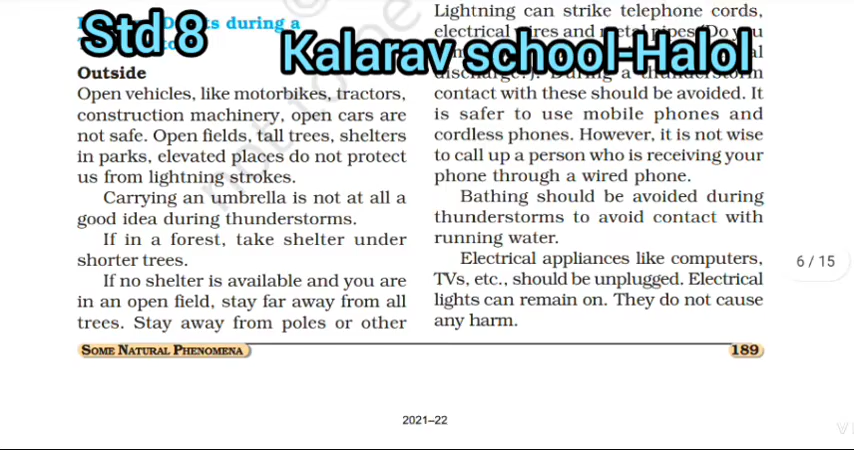 Std 8
Kalarav school-Halol
ts during a
Outside
Open vehicles, like motorbikes, tractors,
construction machinery, open cars are
not safe. Open fields, tall trees, shelters
in parks, elevated places do not protect
us from lightning strokes.
Carrying an umbrella is not at all a
good idea during thunderstorms.
If in a forest, take shelter under
shorter trees.
If no shelter is available and you are
in an open field, stay far away from all
trees. Stay away from poles or other
Lightning can strike telephone cords,
electrical wires and metal pipes (Do you
discharge?). During a thunderstorm
contact with these should be avoided. It
is safer to use mobile phones and
cordless phones. However, it is not wise
to call up a person who is receiving your
phone through a wired phone.
Bathing should be avoided during
thunderstorms to avoid contact with
running water.
Electrical appliances like computers,
TVs, etc., should be unplugged. Electrical
lights can remain on. They do not cause
any harm.
6 / 15
SOME NATURAL PHENOMENA
189
2021–22